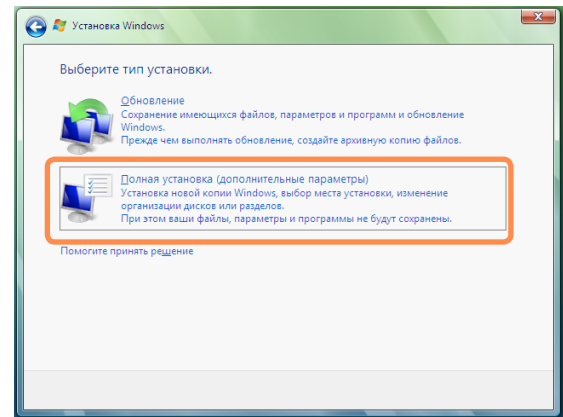 Установка Windows
Выберите тип установки.
Обновление
Сохранение имеющихся файлов, параметров и программ и обновление
Windows.
Прежде чем выполнять обновление, создайте архивную копию файлов.
Полная установка (дополнительные параметры)
Установка новой копии Windows, выбор места установки, изменение
организации дисков или разделов.
При этом ваши файлы, параметры и программы не будут сохранены.
Помогите принять решение